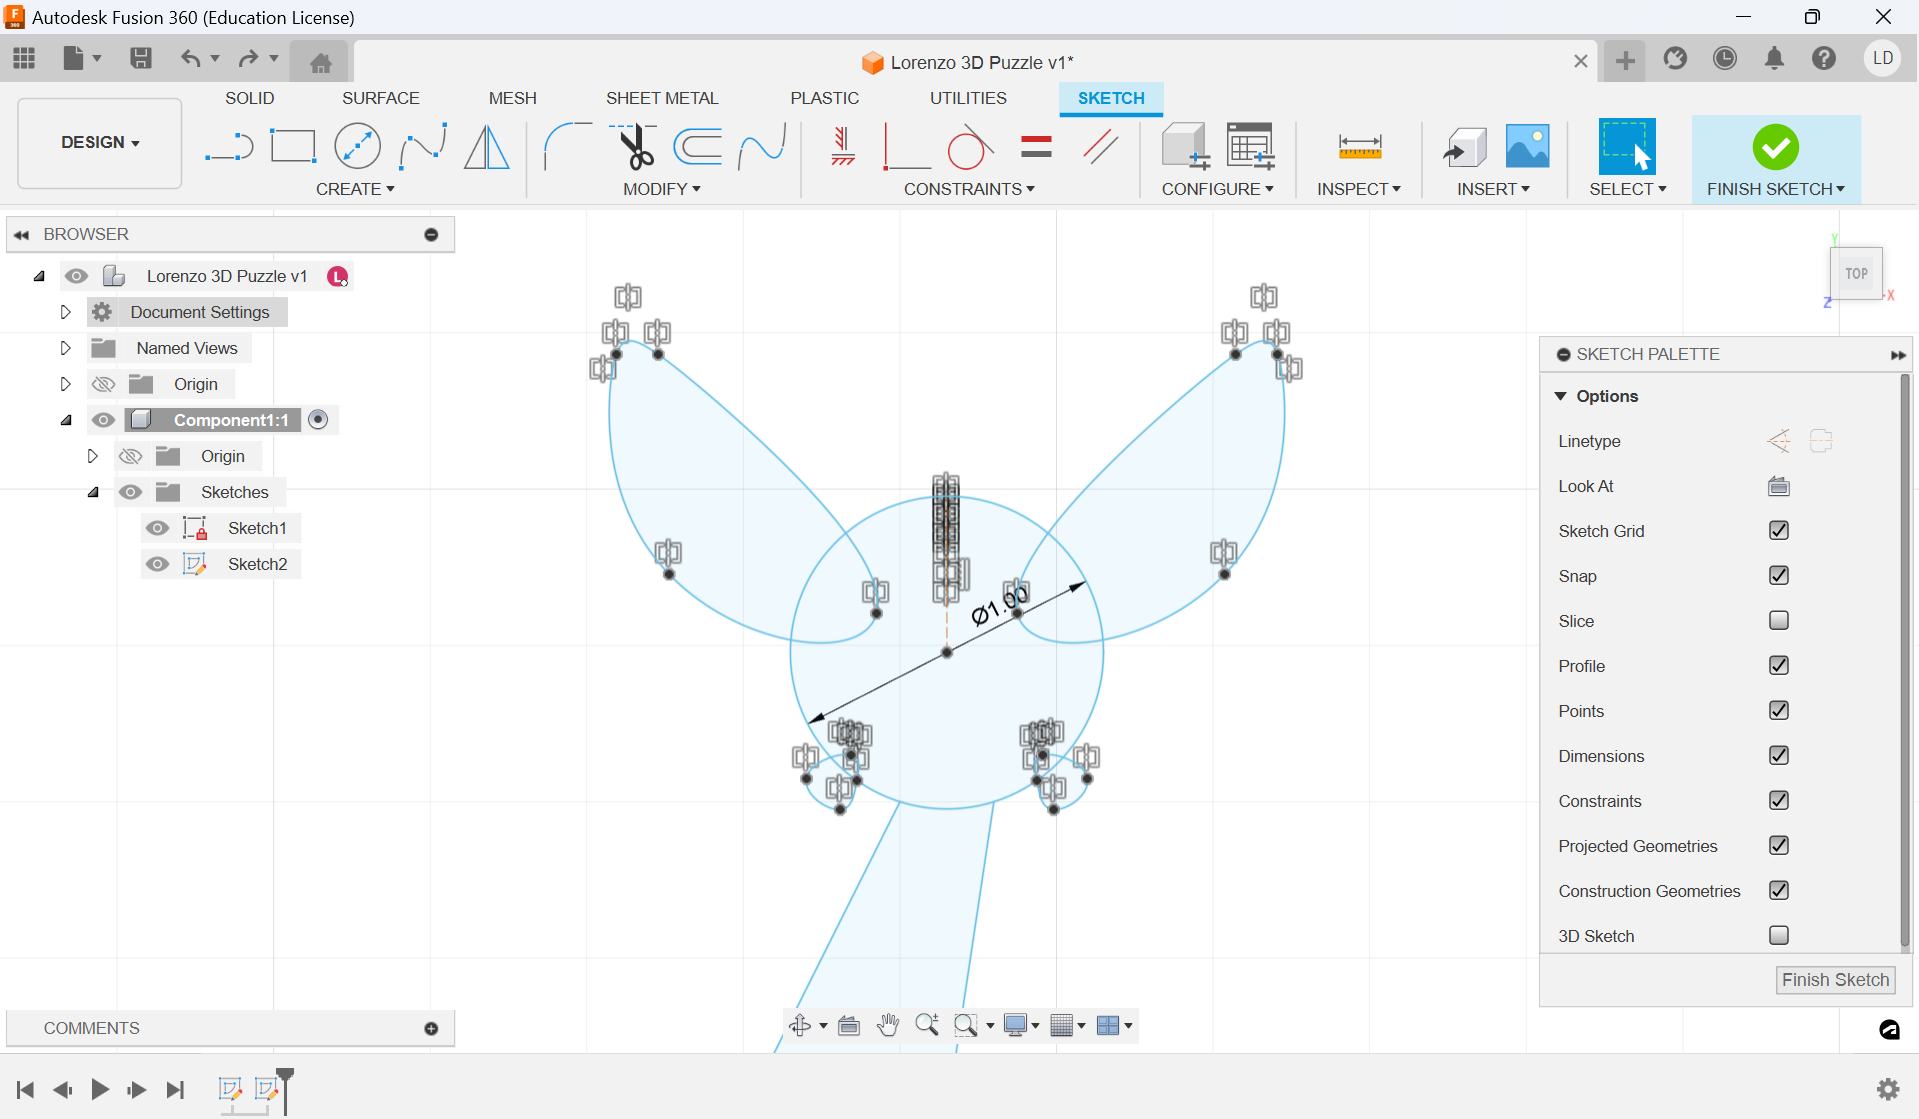 Autodesk Fusion 360 (Education License)
Lorenzo 3D Puzzle v1*
LD
DESIGN
SOLID
SURFACE
MESH
SHEET METAL
PLASTIC
UTILITIES
SKETCH
CREATE
MODIFY
CONSTRAINTS
CONFIGURE
INSPECT
INSERT
SELECT
FINISH SKETCH
BROWSER
Lorenzo 3D Puzzle v1
L
Document Settings
Named Views
Origin
Component1:1
Origin
Sketches
Sketch1
Sketch2
Ø1.00
Y
TOP
Z
X
SKETCH PALETTE
Options
Linetype
Look At
Sketch Grid
Snap
Slice
Profile
Points
Dimensions
Constraints
Projected Geometries
Construction Geometries
3D Sketch
Finish Sketch
COMMENTS